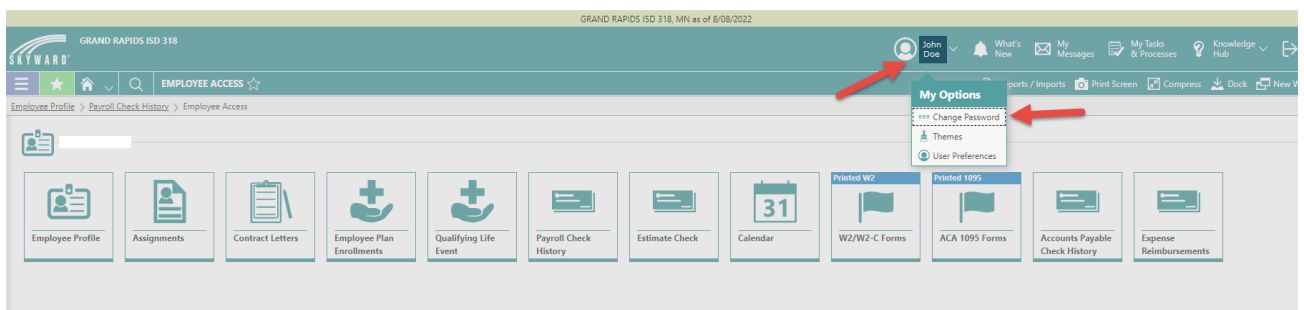 GRAND RAPIDS ISD 318, MN as of 8/08/2022
SKYWARD
GRAND RAPIDS ISD 318
John
Doe
What's
New
My
Messages
My Tasks
& Processes
Knowledge
Hub
EMPLOYEE ACCESS
/ Imports
Print Screen
Compress
Dock
New
Employee Profile > Payroll Check History > Employee Access
My Options
*** Change Password
Themes
User Preferences
Employee Profile
Assignments
Contract Letters
Employee Plan
Enrollments
Qualifying Life
Event
Payroll Check
History
Estimate Check
31
Calendar
Printed W2
W2/W2-C Forms
Printed 1095
ACA 1095 Forms
Accounts Payable
Check History
Expense
Reimbursements